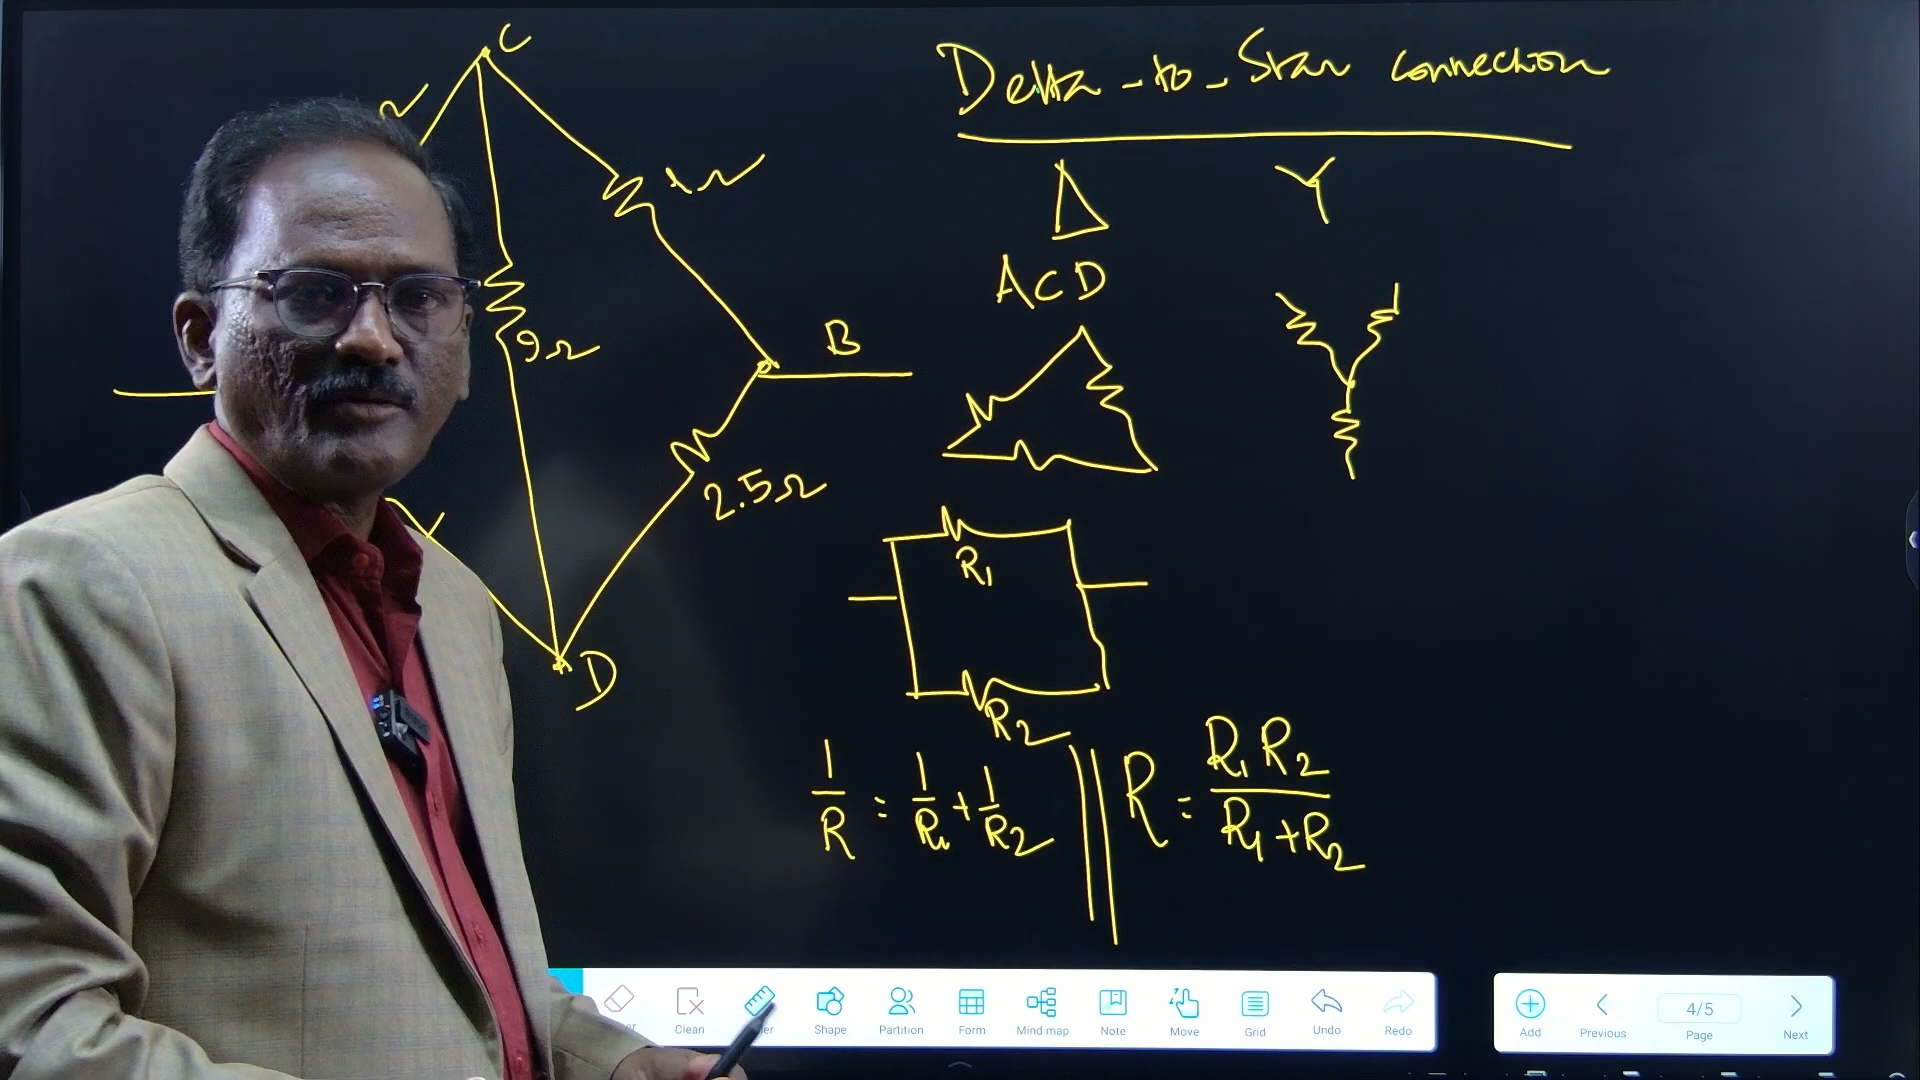 C
Delta-to-Star connection
1Ω
Δ Y
ACD
9Ω
B
2.5Ω
R₁
D
R₂
1/R = 1/R₁ + 1/R₂
R = R₁R₂/(R₁+R₂)
Clean
Shape
Partition
Form
Mind map
Note
Move
Grid
Undo
Redo
Add
Previous
4/5
Page
Next